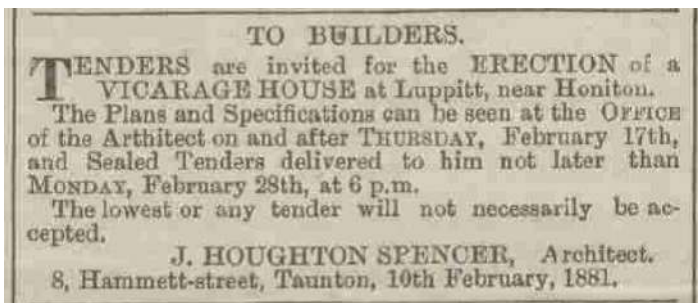 TO BUILDERS.
TENDERS are invited for the ERECTION of a
VICARAGE HOUSE at Luppitt, near Honiton.
The Plans and Specifications can be seen at the OFFICE
of the Arthitect on and after THURSDAY, February 17th,
and Sealed Tenders delivered to him not later than
MONDAY, February 28th, at 6 p.m.
The lowest or any tender will not necessarily be ac-
cepted.
J. HOUGHTON SPENCER, Architect.
8, Hammett-street, Taunton, 10th February, 1881.